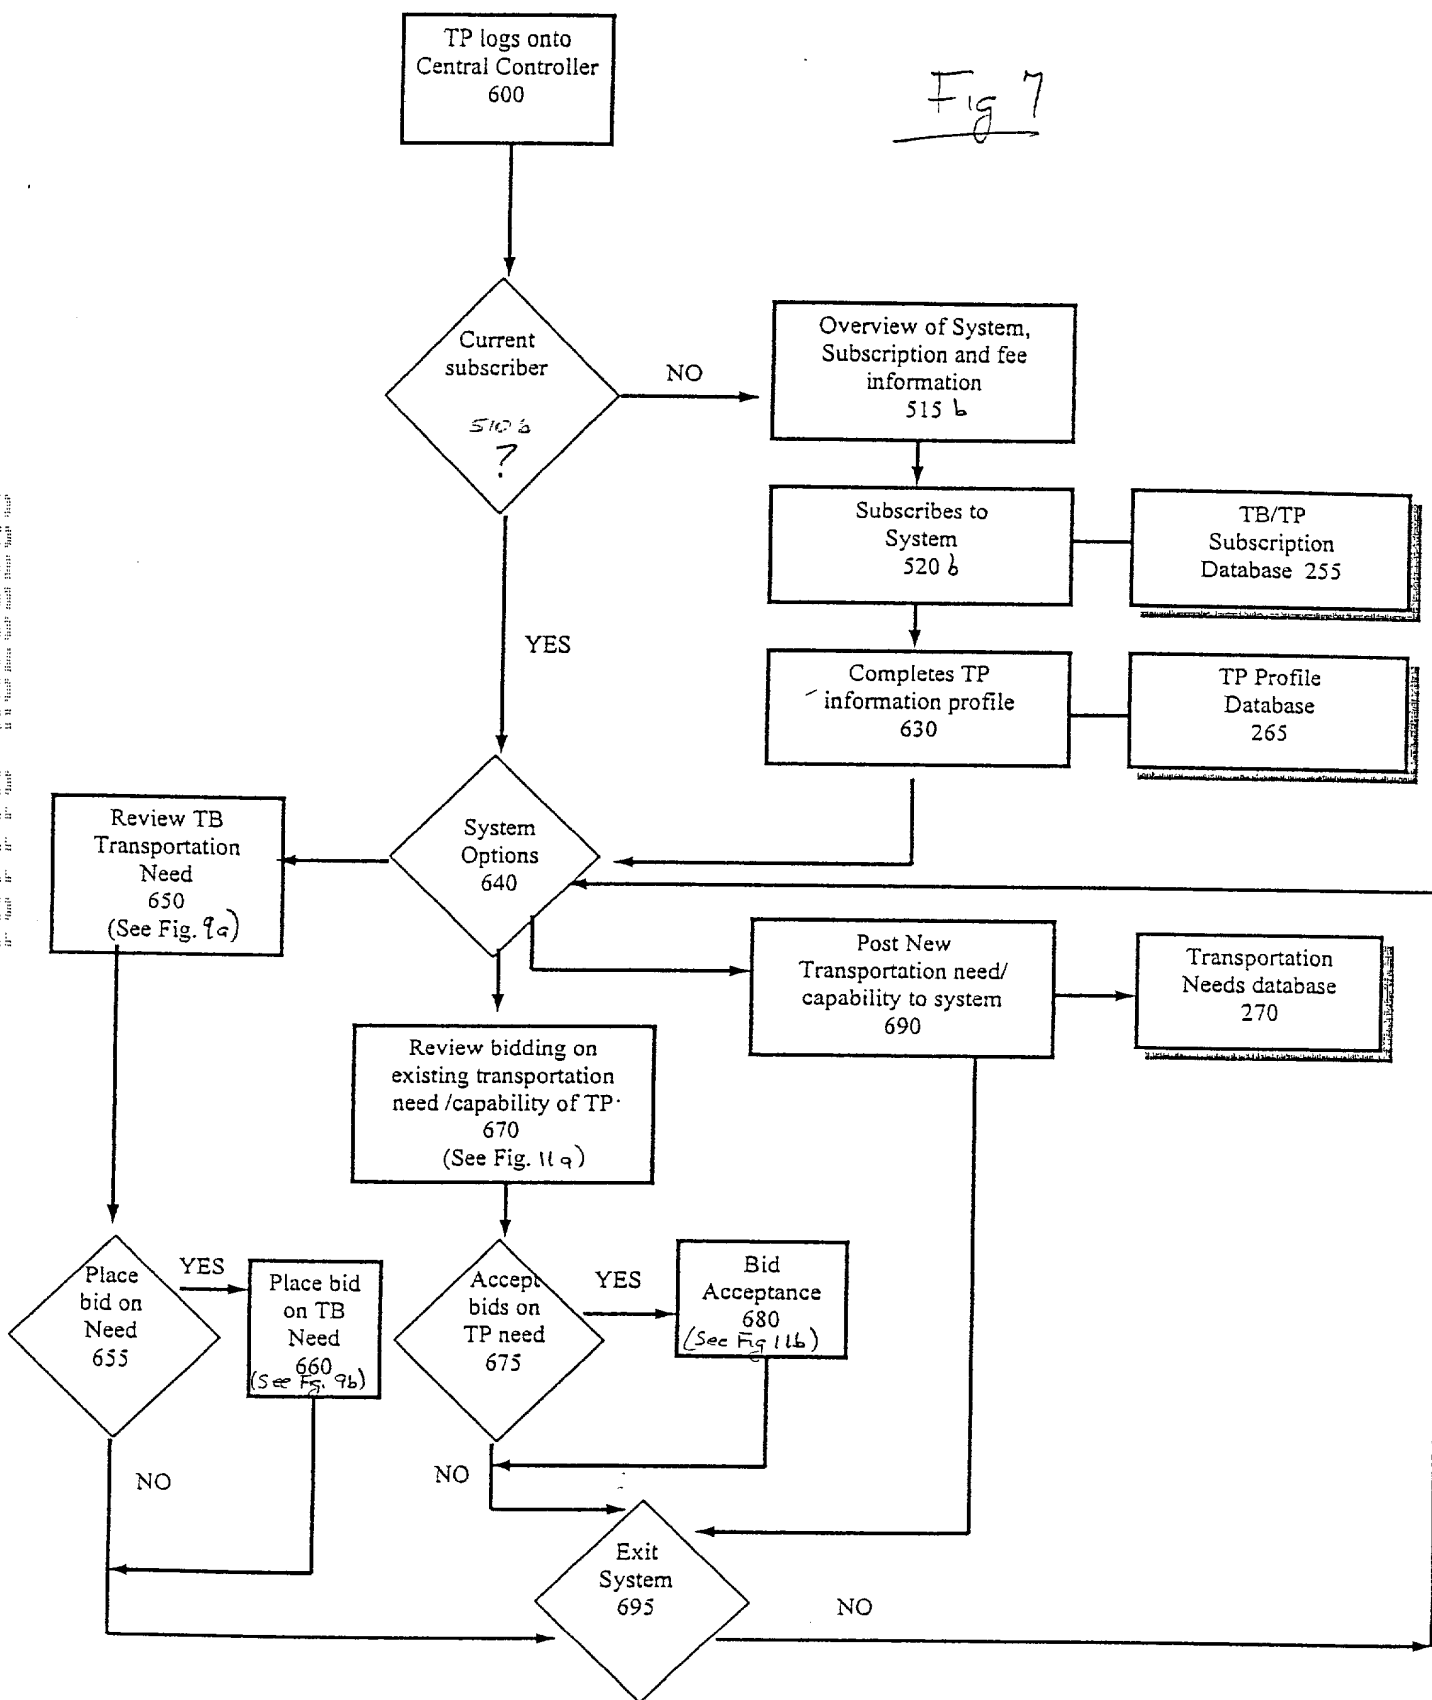 TP logs onto
Central Controller
600
Fig 7
Current
subscriber
510b
?
NO
Overview of System,
Subscription and fee
information
515 b
Subscribes to
System
520 b
TB/TP
Subscription
Database 255
YES
Completes TP
information profile
630
TP Profile
Database
265
Review TB
Transportation
Need
650
(See Fig. 9a)
System
Options
640
Post New
Transportation need/
capability to system
690
Transportation
Needs database
270
Review bidding on
existing transportation
need /capability of TP
670
(See Fig. 11a)
Place
bid on
Need
655
YES
Place bid
on TB
Need
660
(See Fig. 9b)
Accept
bids on
TP need
675
YES
Bid
Acceptance
680
(See Fig 11b)
NO
NO
Exit
System
695
NO